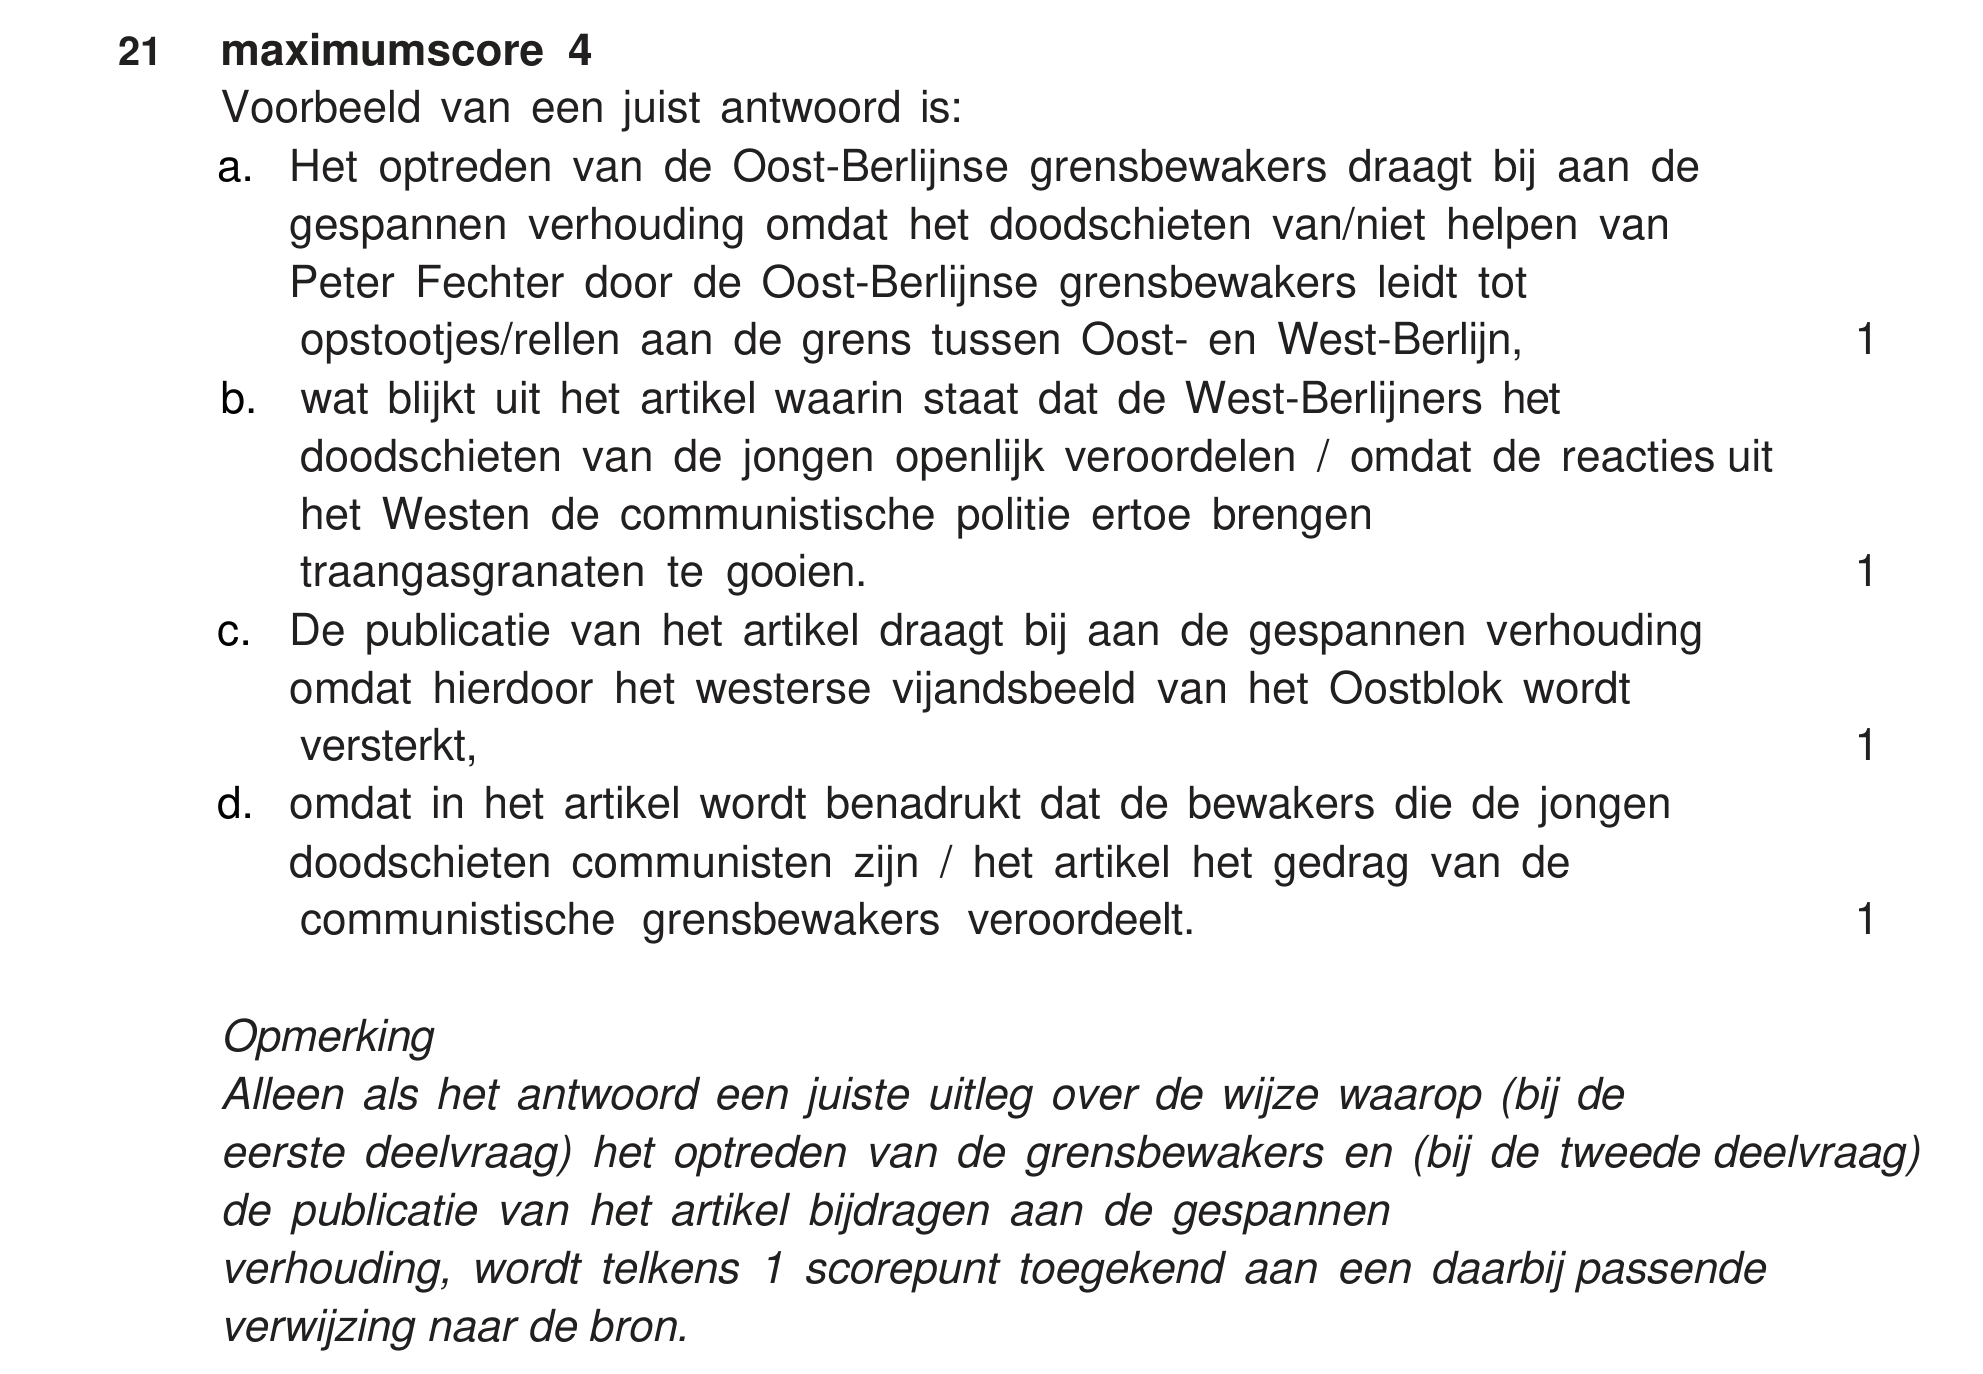 21 maximumscore 4
Voorbeeld van een juist antwoord is:
a. Het optreden van de Oost-Berlijnse grensbewakers draagt bij aan de
gespannen verhouding omdat het doodschieten van/niet helpen van
Peter Fechter door de Oost-Berlijnse grensbewakers leidt tot
opstootjes/rellen aan de grens tussen Oost- en West-Berlijn, 1
b. wat blijkt uit het artikel waarin staat dat de West-Berlijners het
doodschieten van de jongen openlijk veroordelen / omdat de reacties uit
het Westen de communistische politie ertoe brengen
traangasgranaten te gooien. 1
c. De publicatie van het artikel draagt bij aan de gespannen verhouding
omdat hierdoor het westerse vijandsbeeld van het Oostblok wordt
versterkt, 1
d. omdat in het artikel wordt benadrukt dat de bewakers die de jongen
doodschieten communisten zijn / het artikel het gedrag van de
communistische grensbewakers veroordeelt. 1
Opmerking
Alleen als het antwoord een juiste uitleg over de wijze waarop (bij de
eerste deelvraag) het optreden van de grensbewakers en (bij de tweede deelvraag)
de publicatie van het artikel bijdragen aan de gespannen
verhouding, wordt telkens 1 scorepunt toegekend aan een daarbij passende
verwijzing naar de bron.